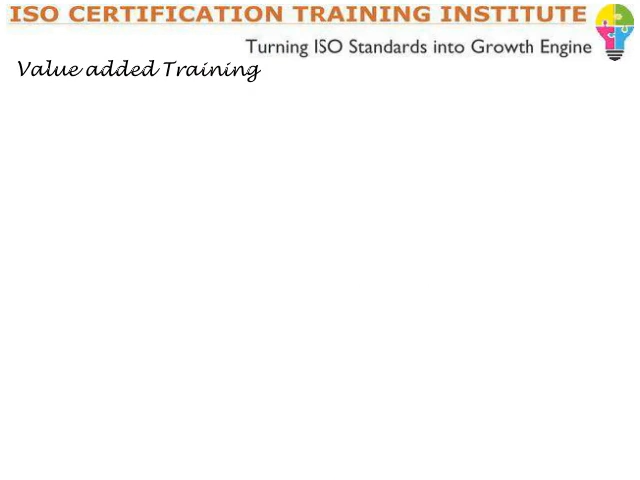 ISO CERTIFICATION TRAINING INSTITUTE
Turning ISO Standards into Growth Engine
Value added Training